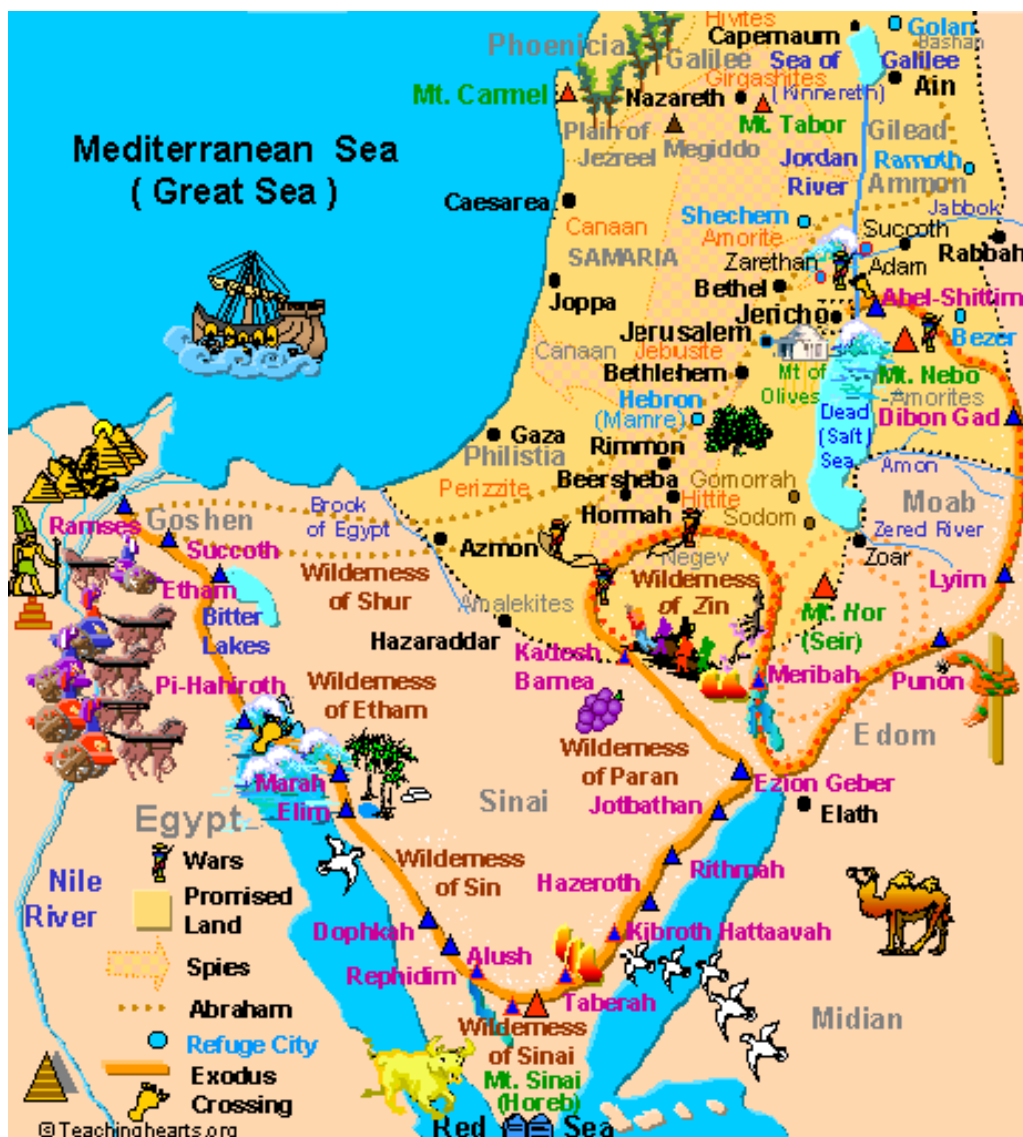 Hivites
Capernaum
Golan
Bashan
Phoenicia
Galilee
Sea of
Galilee
Girgashites
(Kinnereth)
Ain
Mt. Carmel
Nazareth
Mt. Tabor
Plain of
Jezreel
Megiddo
Gilead
Mediterranean Sea
( Great Sea )
Jordan
River
Ramoth
Ammon
Caesarea
Shechem
Jabbok
Canaan
Amorite
Succoth
SAMARIA
Zarethan
Adam
Rabbah
Bethel
Joppa
Jericho
Abel-Shittim
Jerusalem
Bezer
Canaan
Jebusite
Mt of
Olives
Mt. Nebo
Bethlehem
Amorites
Hebron
(Mamre)
Dead
(Salt)
Sea
Dibon Gad
Gaza
Philistia
Rimmon
Arnon
Perizzite
Beersheba
Gomorrah
Hittite
Moab
Brook
of Egypt
Ramses
Goshen
Hormah
Sodom
Zered River
Succoth
Azmon
Negev
Zoar
Etham
Wilderness
of Shur
Wilderness
of Zin
Lyim
Bitter
Lakes
Amalekites
Mt. Hor
(Seir)
Hazaraddar
Kadesh
Barnea
Meribah
Punon
Pi-Hahiroth
Wilderness
of Etham
Edom
Wilderness
of Paran
Marah
Ezion Geber
Elim
Sinai
Jotbathah
Elath
Egypt
Wars
Wilderness
of Sin
Rithmah
Nile
River
Promised
Land
Hazeroth
Dophkah
Kibroth Hattaavah
Spies
Alush
Rephidim
Taberah
Abraham
Midian
Refuge City
Wilderness
of Sinai
Exodus
Mt. Sinai
(Horeb)
Crossing
Red Sea
© Teachinghearts.org